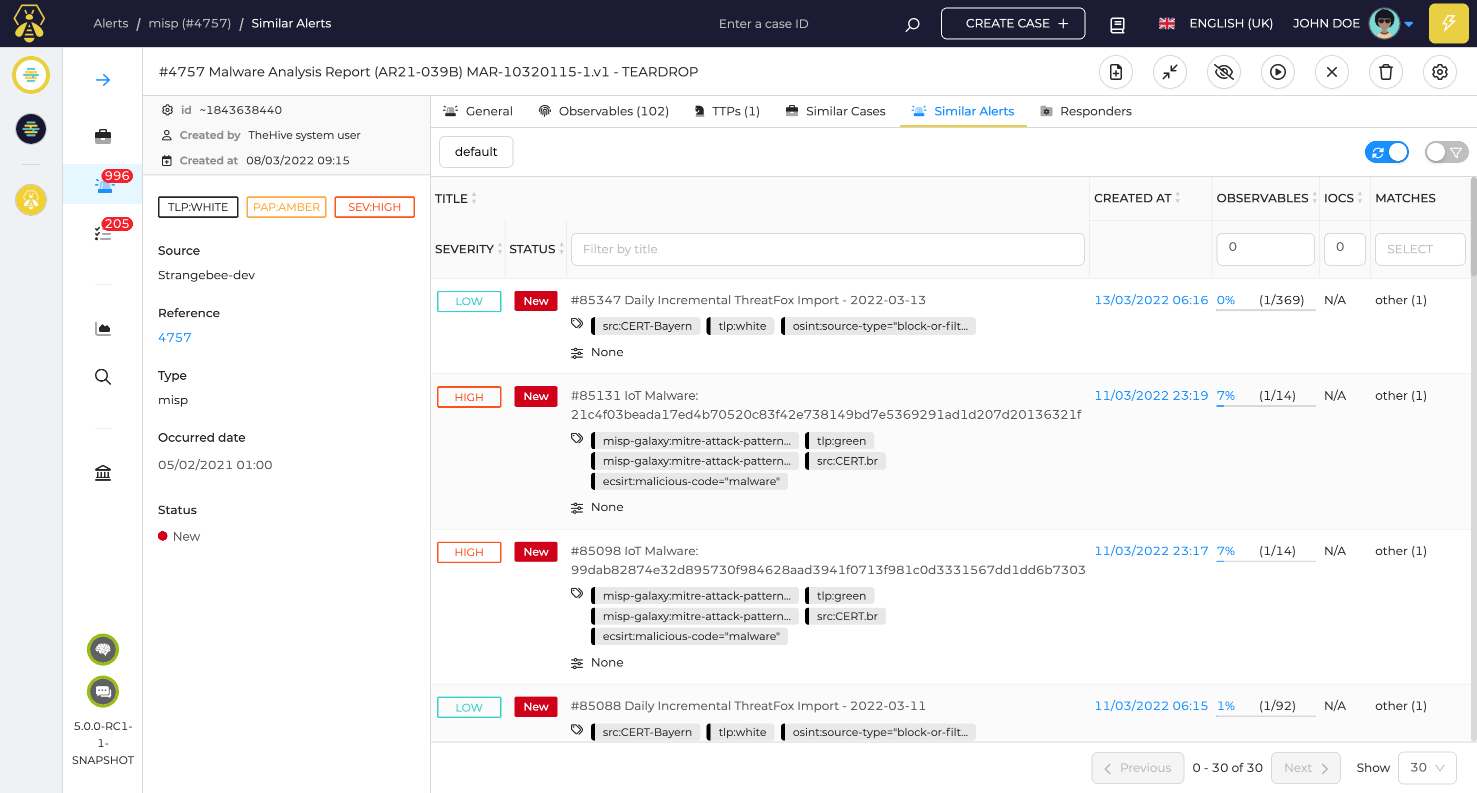 Alerts / misp (#4757) / Similar Alerts
Enter a case ID
CREATE CASE +
ENGLISH (UK)
JOHN DOE
#4757 Malware Analysis Report (AR21-039B) MAR-10320115-1.v1 - TEARDROP
996
205
5.0.0-RC1-
1-
SNAPSHOT
id ~1843638440
Created by TheHive system user
Created at 08/03/2022 09:15
TLP:WHITE PAP:AMBER SEV:HIGH
Source
Strangebee-dev
Reference
4757
Type
misp
Occurred date
05/02/2021 01:00
Status
New
General Observables (102) TTPs (1) Similar Cases Similar Alerts Responders
default
TITLE CREATED AT OBSERVABLES IOCS MATCHES
SEVERITY STATUS Filter by title 0 0 SELECT
LOW New #85347 Daily Incremental ThreatFox Import - 2022-03-13 13/03/2022 06:16 0% (1/369) N/A other (1)
src:CERT-Bayern tlp:white osint:source-type="block-or-filt...
None
HIGH New #85131 IoT Malware: 11/03/2022 23:19 7% (1/14) N/A other (1)
21c4f03beada17ed4b70520c83f42e738149bd7e5369291ad1d207d20136321f
misp-galaxy:mitre-attack-pattern... tlp:green
misp-galaxy:mitre-attack-pattern... src:CERT.br
ecsirt:malicious-code="malware"
None
HIGH New #85098 IoT Malware: 11/03/2022 23:17 7% (1/14) N/A other (1)
99dab82874e32d895730f984628aad3941f0713f981c0d3331567dd1dd6b7303
misp-galaxy:mitre-attack-pattern... tlp:green
misp-galaxy:mitre-attack-pattern... src:CERT.br
ecsirt:malicious-code="malware"
None
LOW New #85088 Daily Incremental ThreatFox Import - 2022-03-11 11/03/2022 06:15 1% (1/92) N/A other (1)
src:CERT-Bayern tlp:white osint:source-type="block-or-filt...
Previous 0 - 30 of 30 Next Show 30